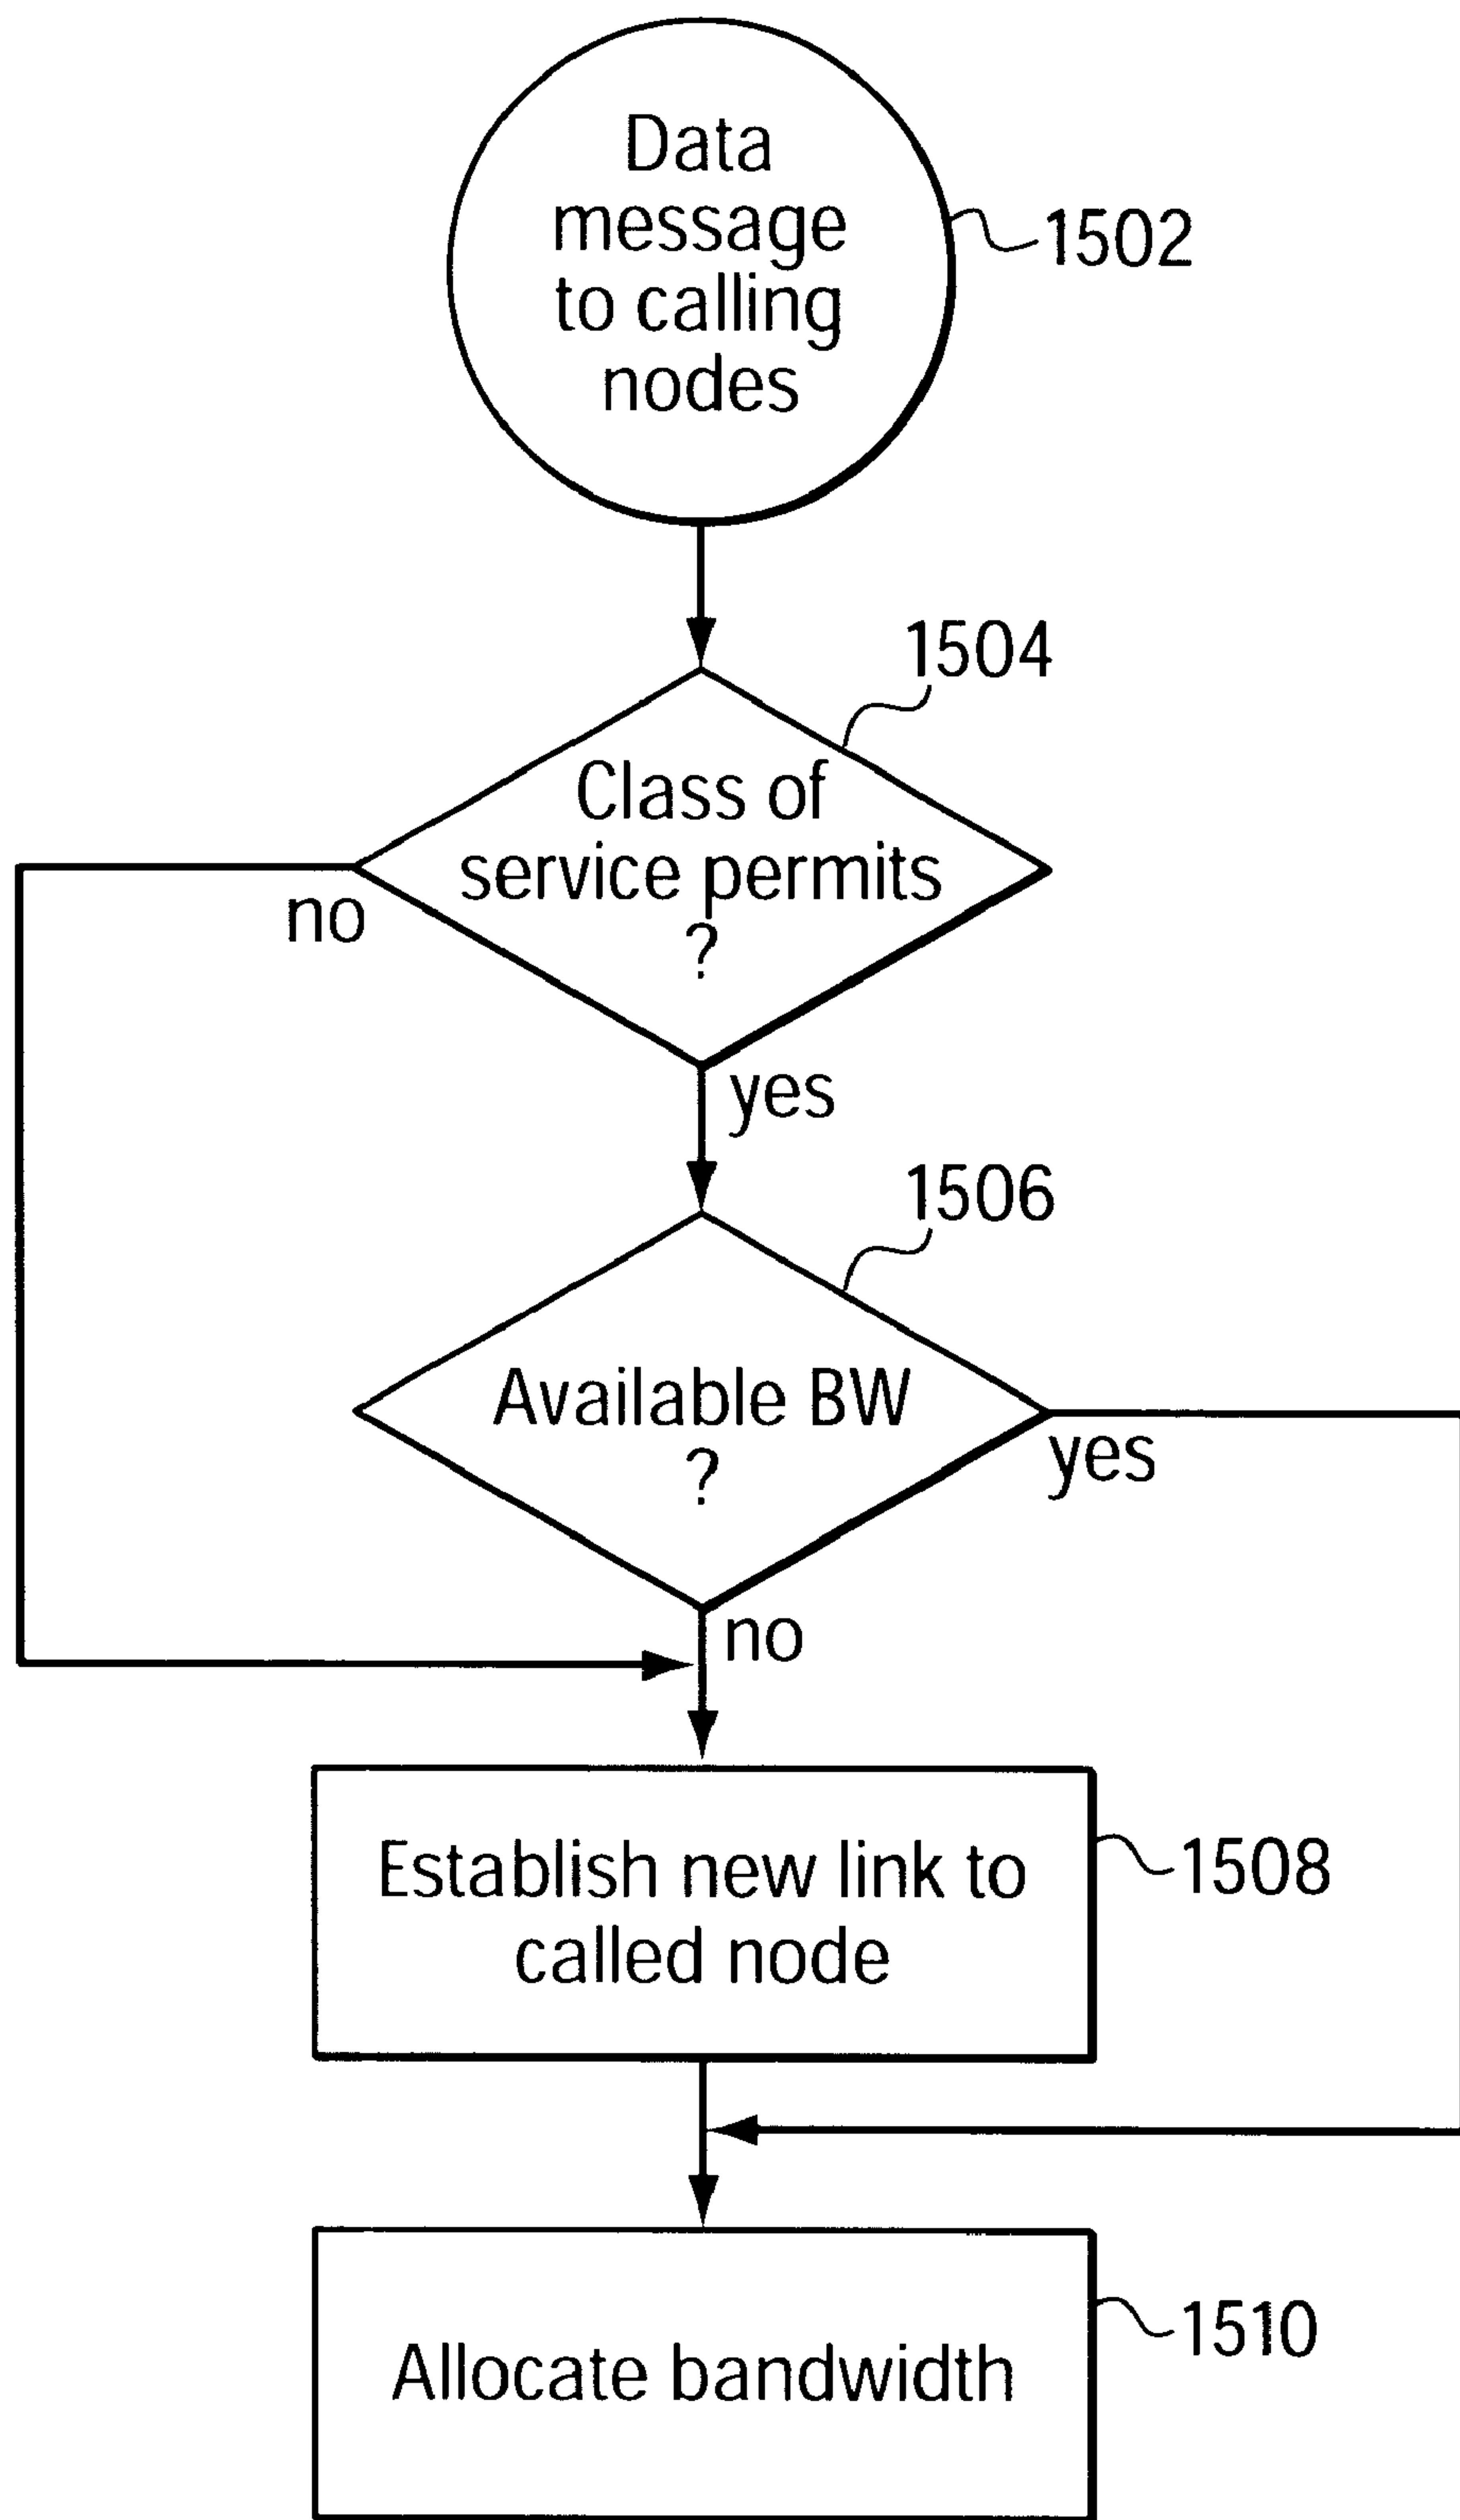 Data
message
to calling
nodes
1502
1504
Class of
service permits
?
no
yes
1506
Available BW
?
yes
no
Establish new link to
called node
1508
1510
Allocate bandwidth